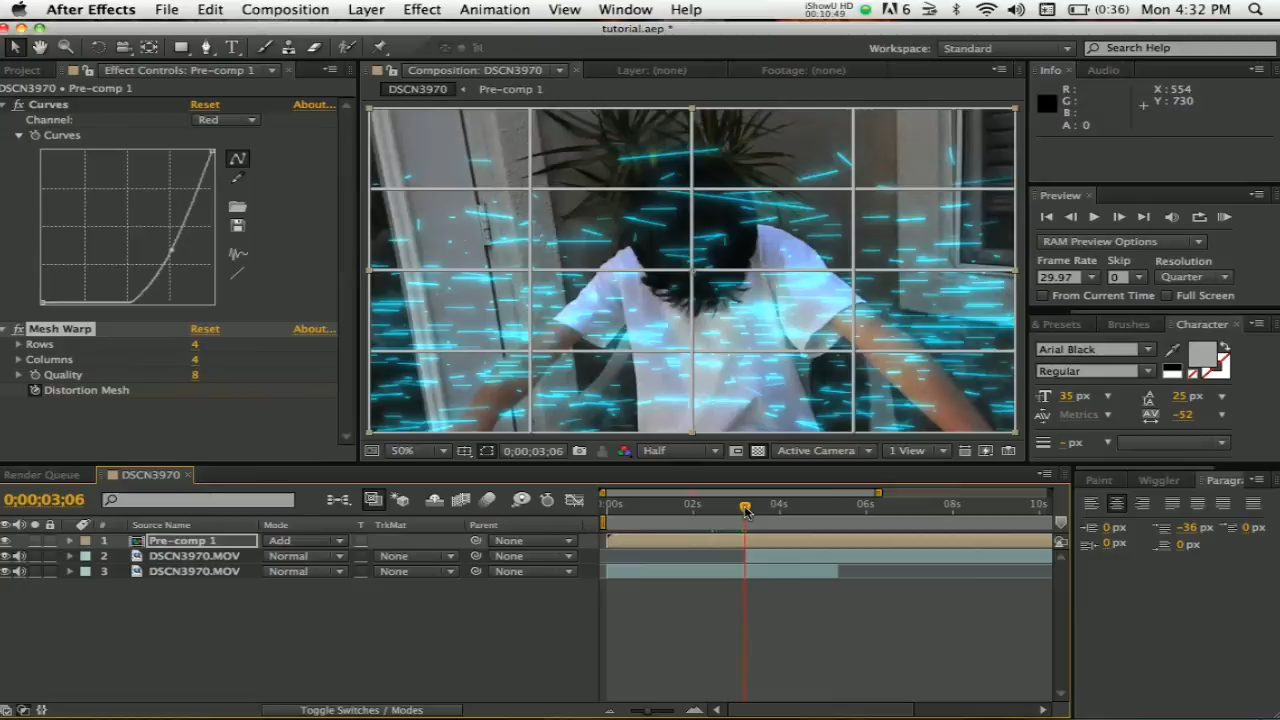 After Effects File Edit Composition Layer Effect Animation View Window Help iShowU HD 00:10:49 6 (0:36) Mon 4:32 PM
tutorial.aep *
T Workspace: Standard Search Help
Project Effect Controls: Pre-comp 1 Composition: DSCN3970 Layer: (none) Footage: (none) Info Audio
DSCN3970 • Pre-comp 1 DSCN3970 Pre-comp 1 R: X : 554
fx Curves Reset About... G: Y : 730
Channel: Red B:
Curves A : 0
Preview
RAM Preview Options
Frame Rate Skip Resolution
29.97 0 Quarter
From Current Time Full Screen
fx Mesh Warp Reset About... Presets Brushes Character
Rows 4 Arial Black
Columns 4 Regular
Quality 8 35 px 25 px
Distortion Mesh Metrics -52
50% 0;00;03;06 Half Active Camera 1 View - px
Render Queue DSCN3970 Paint Wiggler Paragr
0;00;03;06 :00s 02s 04s 06s 08s 10s
# Source Name Mode T TrkMat Parent 0 px -36 px 0 px
1 Pre-comp 1 Add None 0 px 0 px
2 DSCN3970.MOV Normal None None
3 DSCN3970.MOV Normal None None
Toggle Switches / Modes